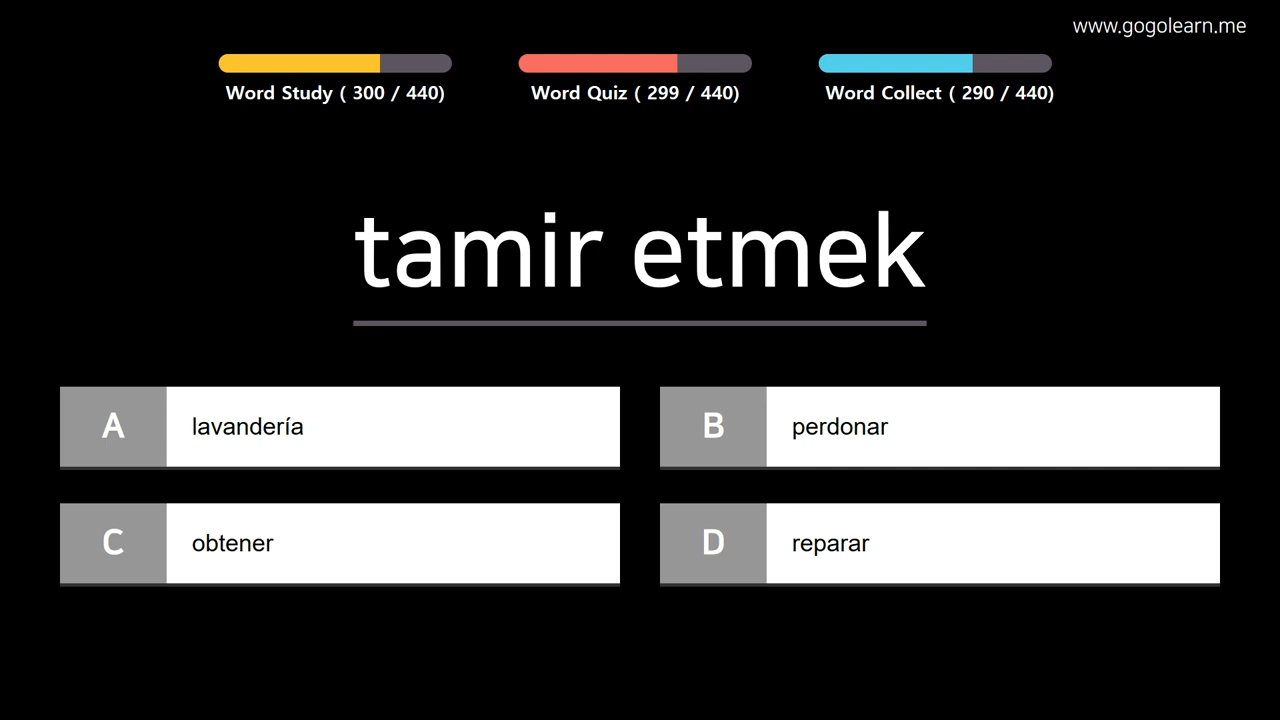 www.gogolearn.me
Word Study ( 300 / 440)
Word Quiz ( 299 / 440)
Word Collect ( 290 / 440)
tamir etmek
A lavandería
B perdonar
C obtener
D reparar